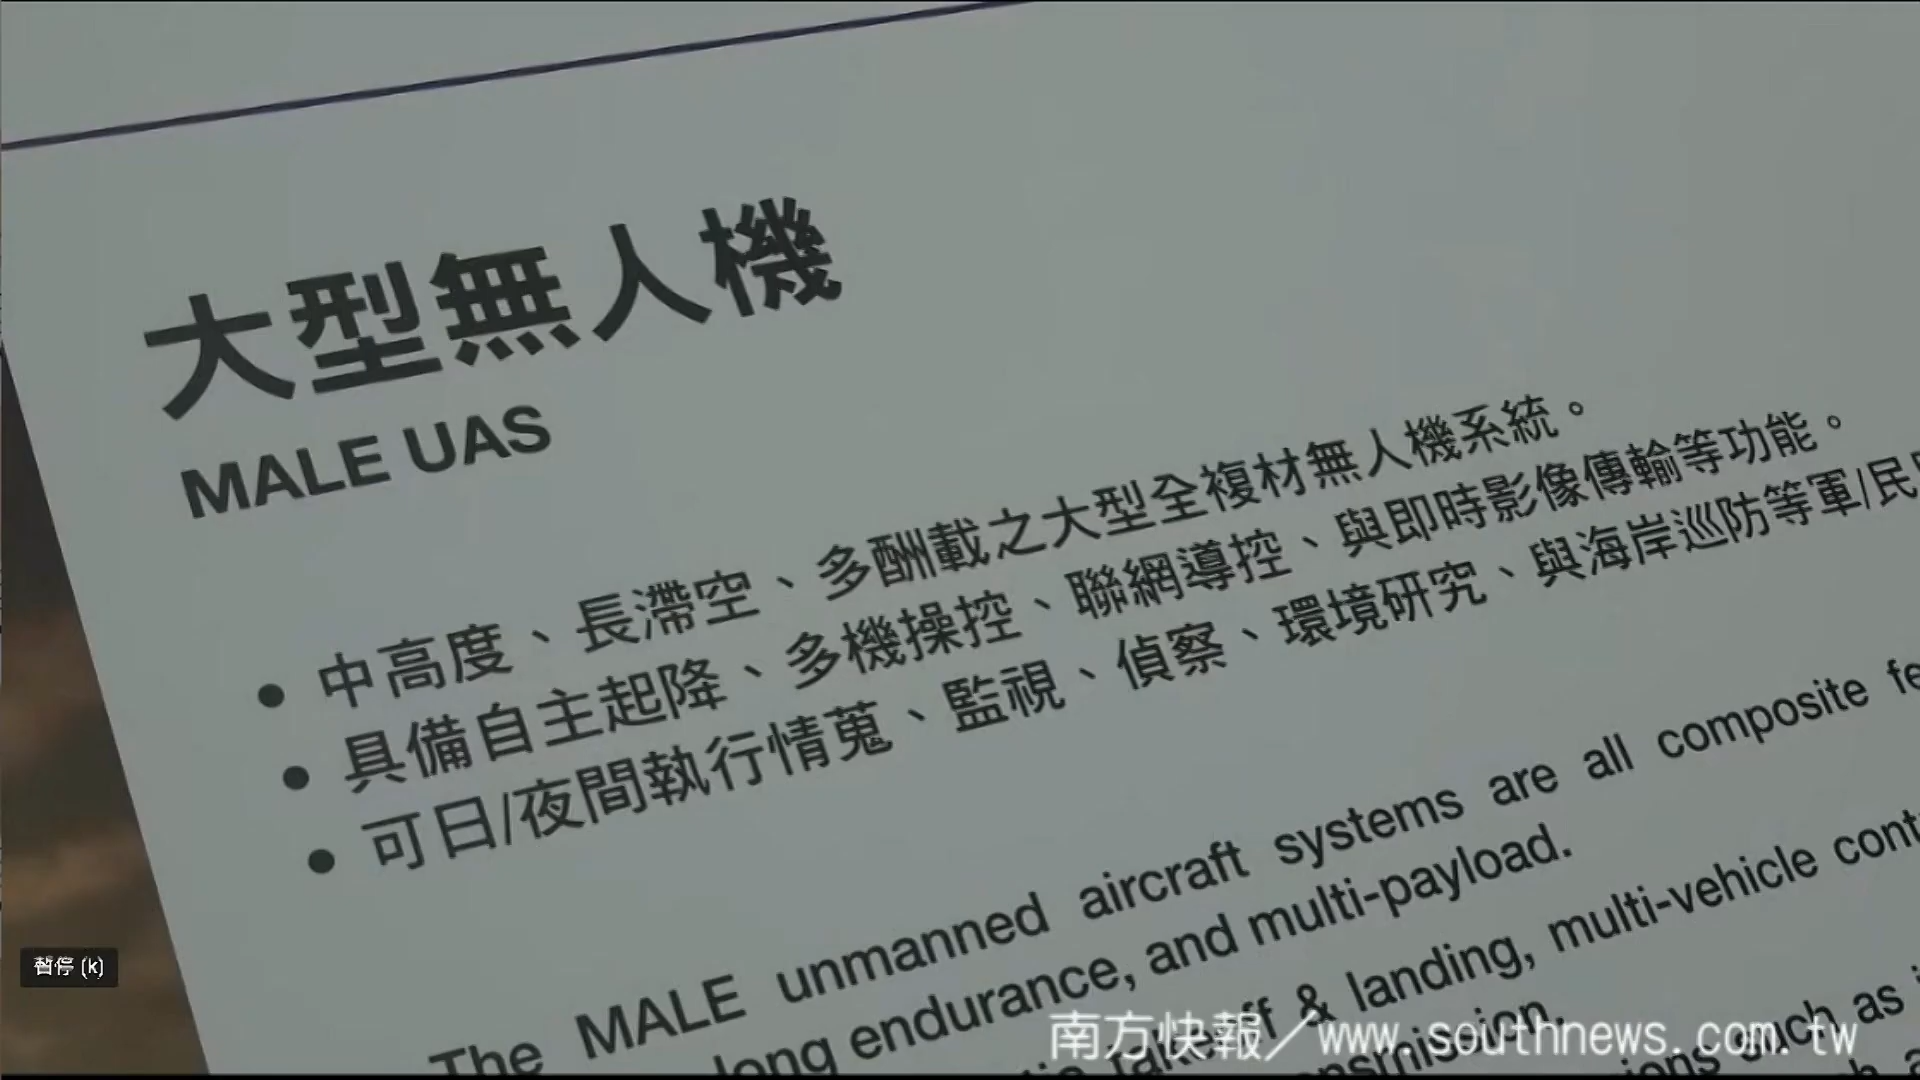 大型無人機
MALE UAS
• 中高度、長滯空、多酬載之大型全複材無人機系統。
• 具備自主起降、多機操控、聯網導控、與即時影像傳輸等功能。
• 可日/夜間執行情蒐、監視、偵察、環境研究、與海岸巡防等軍/民
The MALE unmanned aircraft systems are all composite
long endurance, and multi-payload.
takeoff & landing, multi-vehicle
such as
暫停 (k)
南方快報／www.southnews.com.tw